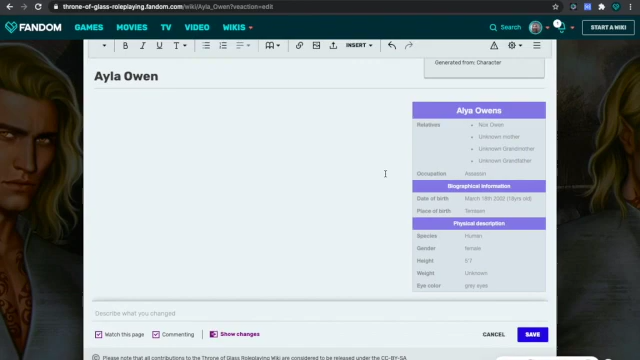 throne-of-glass-roleplaying.fandom.com/wiki/Ayla_Owen?veaction=edit
FANDOM GAMES MOVIES TV VIDEO WIKIS Search 1 START A WIKI
B I U T INSERT
Generated from: Character
Ayla Owen
Alya Owens
Relatives
Nox Owen
Unknown mother
Unknown Grandmother
Unknown Grandfather
Occupation Assassin
Biographical information
Date of birth March 18th 2002 (18yrs old)
Place of birth Terrasen
Physical description
Species Human
Gender female
Height 5'7
Weight Unknown
Eye color grey eyes
Describe what you changed
Watch this page Commenting Show changes CANCEL SAVE
Please note that all contributions to the Throne of Glass Roleplaying Wiki are considered to be released under the CC-BY-SA